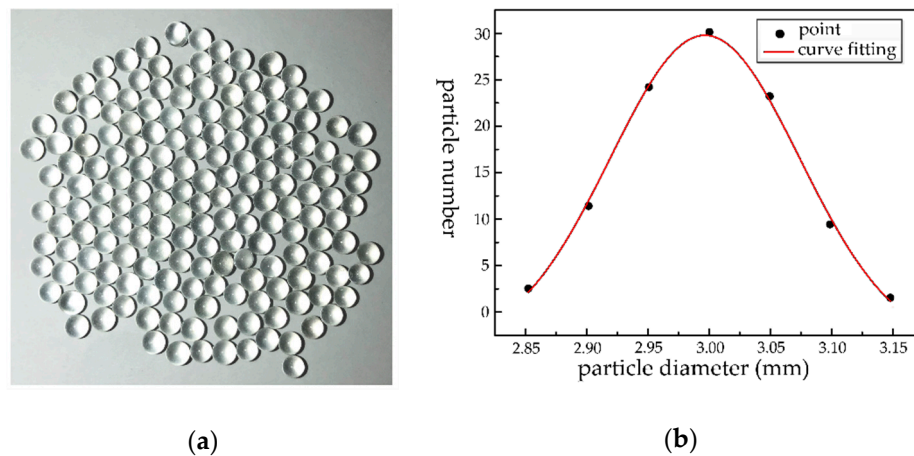 point
curve fitting
particle number
30
25
20
15
10
5
0
2.85 2.90 2.95 3.00 3.05 3.10 3.15
particle diameter (mm)
(a)
(b)